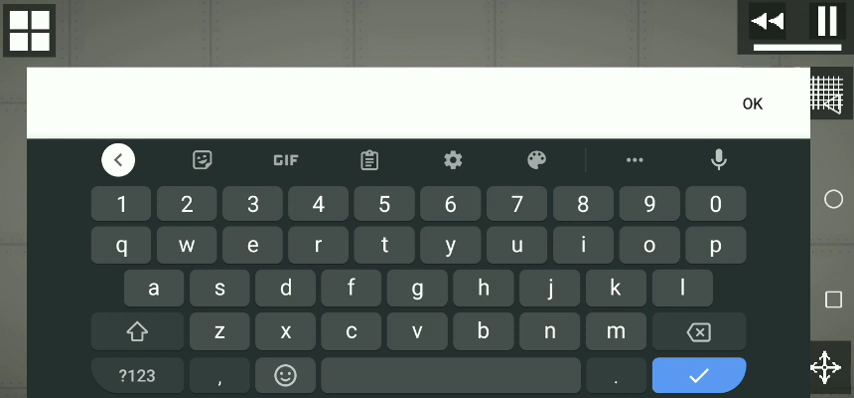 OK
GIF
1 2 3 4 5 6 7 8 9 0
q w e r t y u i o p
a s d f g h j k l
z x c v b n m
?123 , .